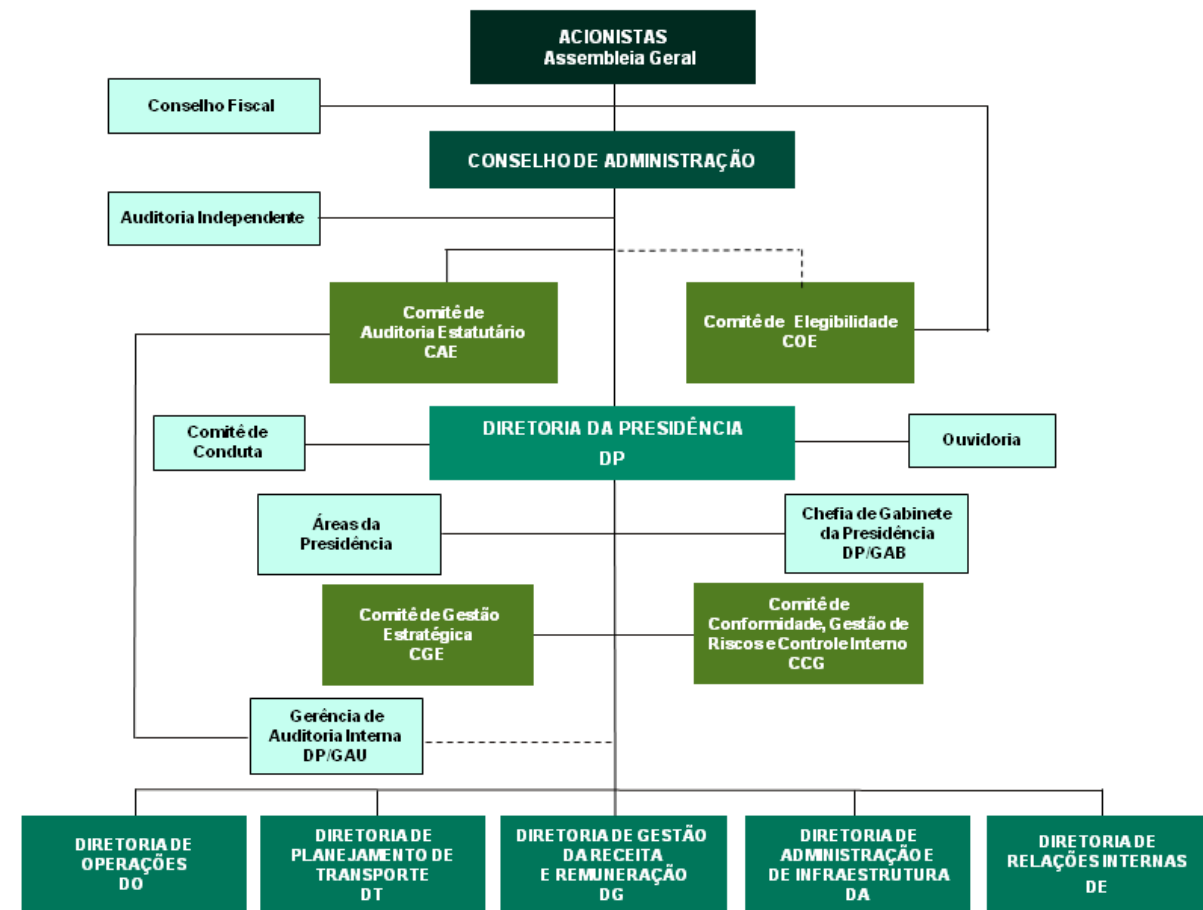 ACIONISTAS
Assembleia Geral
Conselho Fiscal
CONSELHO DE ADMINISTRAÇÃO
Auditoria Independente
Comitê de
Auditoria Estatutário
CAE
Comitê de Elegibilidade
COE
Comitê de
Conduta
DIRETORIA DA PRESIDÊNCIA
DP
Ouvidoria
Áreas da
Presidência
Chefia de Gabinete
da Presidência
DP/GAB
Comitê de Gestão
Estratégica
CGE
Comitê de
Conformidade, Gestão de
Riscos e Controle Interno
CCG
Gerência de
Auditoria Interna
DP/GAU
DIRETORIA DE
OPERAÇÕES
DO
DIRETORIA DE
PLANEJAMENTO DE
TRANSPORTE
DT
DIRETORIA DE GESTÃO
DA RECEITA
E REMUNERAÇÃO
DG
DIRETORIA DE
ADMINISTRAÇÃO E
DE INFRAESTRUTURA
DA
DIRETORIA DE
RELAÇÕES INTERNAS
DE